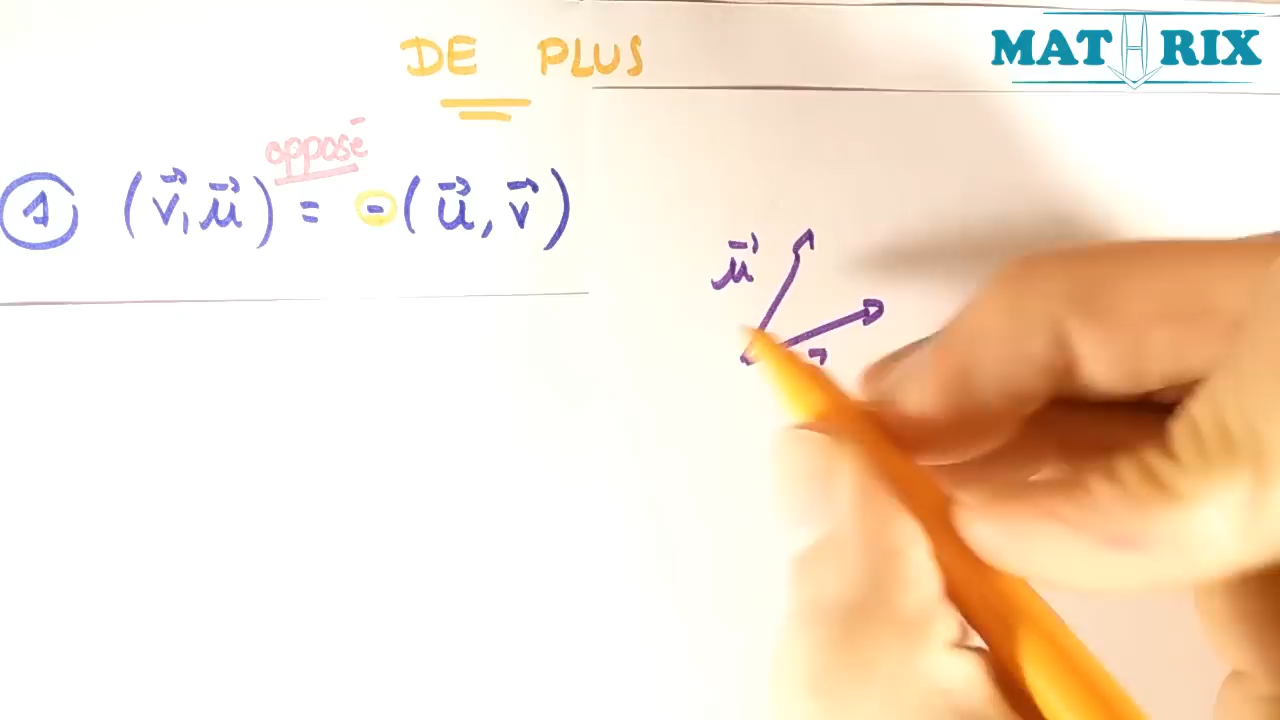 MATHRIX
DE PLUS
opposé
① (v⃗, u⃗) = -(u⃗, v⃗)
u⃗